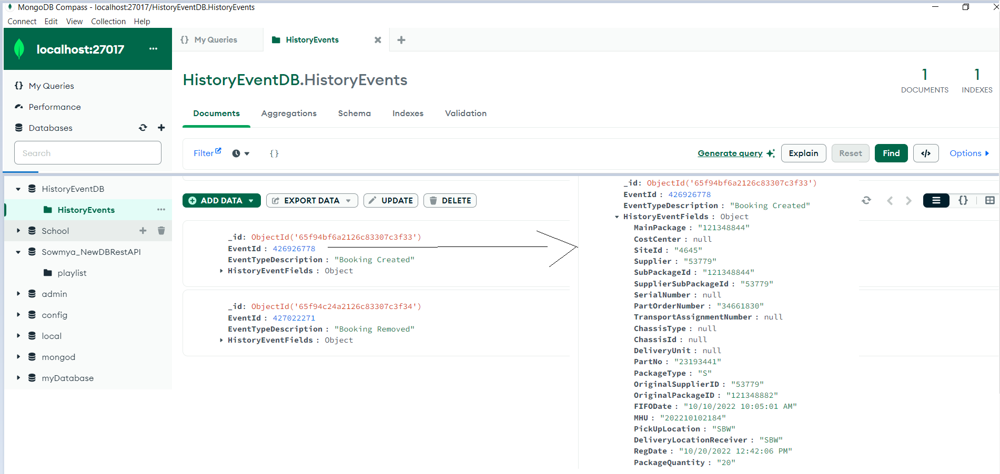 MongoDB Compass - localhost:27017/HistoryEventDB.HistoryEvents
Connect Edit View Collection Help
localhost:27017 ...
{} My Queries
HistoryEvents
My Queries
Performance
Databases
Search
HistoryEventDB.HistoryEvents
1
DOCUMENTS
1
INDEXES
Documents Aggregations Schema Indexes Validation
Filter {} Generate query Explain Reset Find </> Options
HistoryEventDB
HistoryEvents ...
School
Sowmya_NewDBRestAPI
playlist
admin
config
local
mongod
myDatabase
ADD DATA EXPORT DATA UPDATE DELETE
{}
_id: ObjectId('65f94bf6a2126c83307c3f33')
EventId : 426926778
EventTypeDescription : "Booking Created"
HistoryEventFields : Object
_id: ObjectId('65f94c24a2126c83307c3f34')
EventId : 427022271
EventTypeDescription : "Booking Removed"
HistoryEventFields : Object
_id: ObjectId('65f94bf6a2126c83307c3f33')
EventId : 426926778
EventTypeDescription : "Booking Created"
HistoryEventFields : Object
MainPackage : "121348844"
CostCenter : null
SiteId : "4645"
Supplier : "53779"
SubPackageId : "121348844"
SupplierSubPackageId : "53779"
SerialNumber : null
PartOrderNumber : "34661830"
TransportAssignmentNumber : null
ChassisType : null
ChassisId : null
DeliveryUnit : null
PartNo : "23193441"
PackageType : "S"
OriginalSupplierID : "53779"
OriginalPackageID : "121348882"
FIFODate : "10/10/2022 10:05:01 AM"
MHU : "202210102184"
PickUpLocation : "SBW"
DeliveryLocationReceiver : "SBW"
RegDate : "10/20/2022 12:42:06 PM"
PackageQuantity : "20"